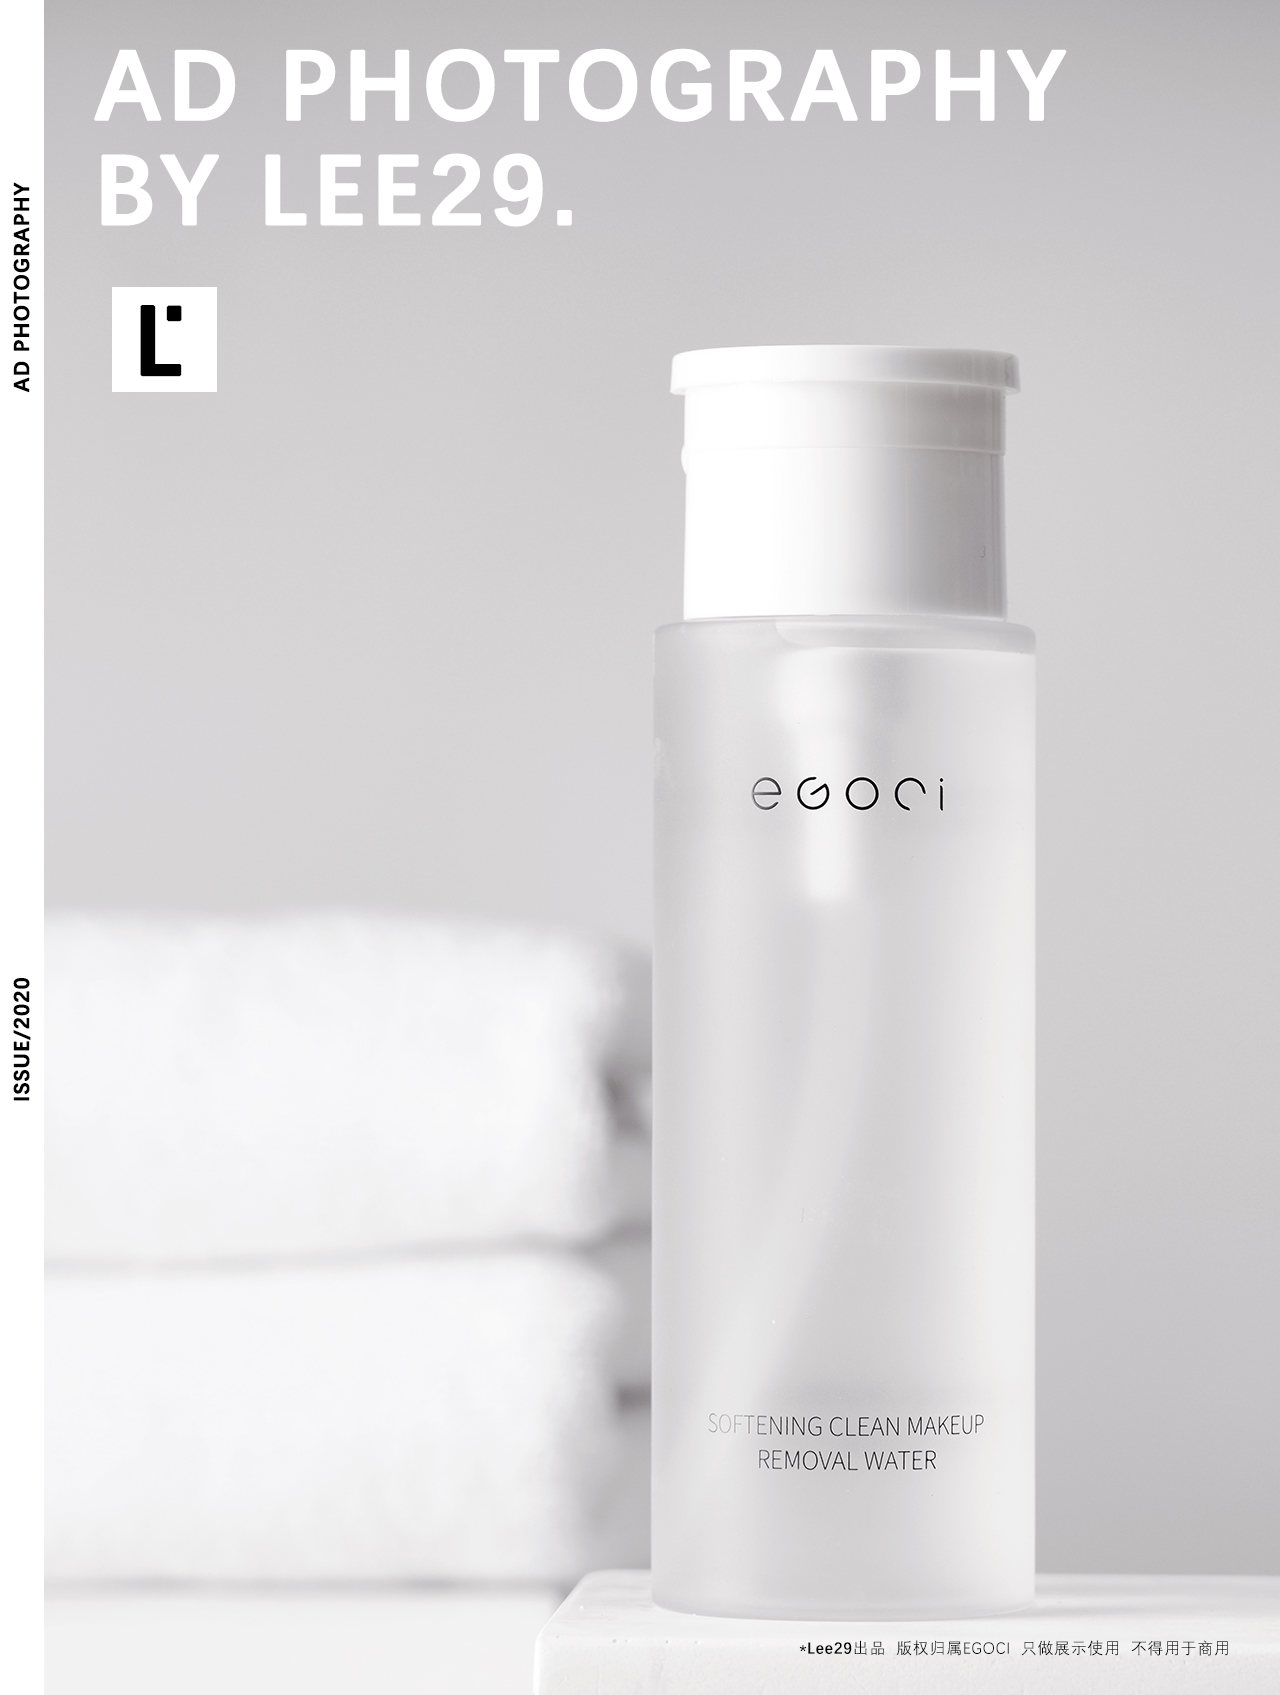 AD PHOTOGRAPHY
BY LEE29.
L
AD PHOTOGRAPHY
ISSUE/2020
egoci
SOFTENING CLEAN MAKEUP
REMOVAL WATER
*Lee29出品 版权归属EGOCI 只做展示使用 不得用于商用